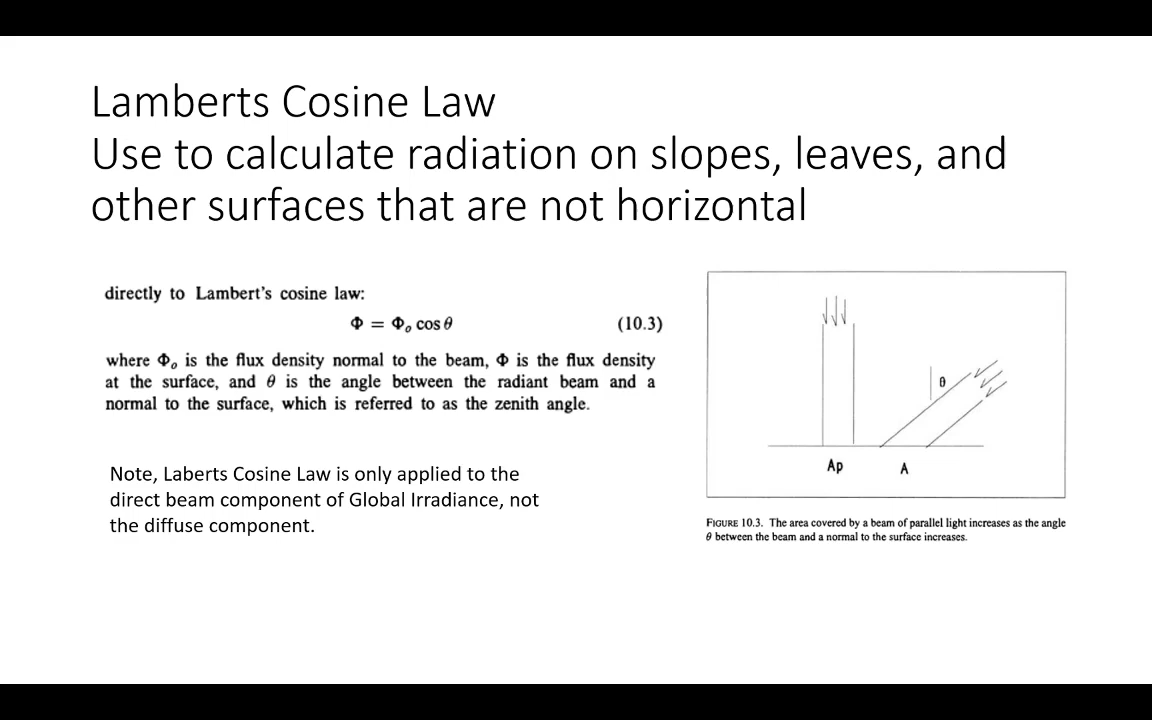 Lamberts Cosine Law
Use to calculate radiation on slopes, leaves, and
other surfaces that are not horizontal
directly to Lambert's cosine law:
Φ = Φo cos θ (10.3)
where Φo is the flux density normal to the beam, Φ is the flux density
at the surface, and θ is the angle between the radiant beam and a
normal to the surface, which is referred to as the zenith angle.
Note, Laberts Cosine Law is only applied to the
direct beam component of Global Irradiance, not
the diffuse component.
θ
Ap A
FIGURE 10.3. The area covered by a beam of parallel light increases as the angle
θ between the beam and a normal to the surface increases.